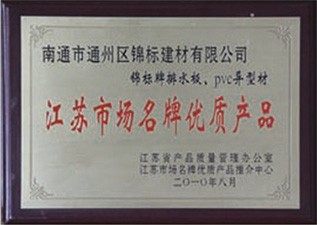 南通市通州区锦标建材有限公司
锦标牌排水板、pvc异型材
江苏市场名牌优质产品
江苏省产品质量管理办公室
江苏市场名牌优质产品推介中心
二〇一〇年八月